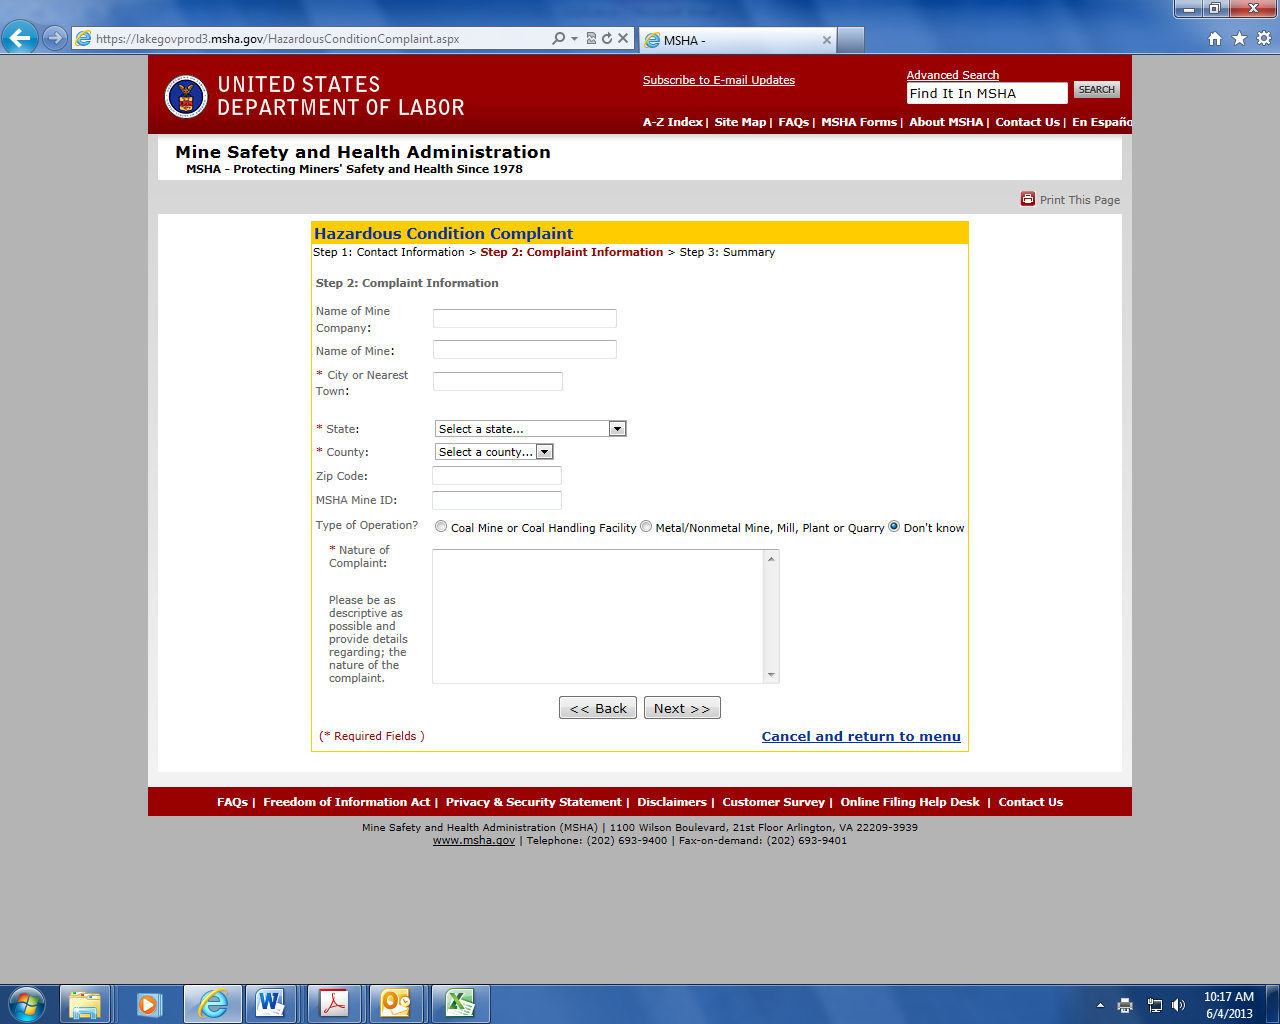 https://lakegovprod3.msha.gov/HazardousConditionComplaint.aspx
MSHA -
UNITED STATES
DEPARTMENT OF LABOR
Subscribe to E-mail Updates
Advanced Search
Find It In MSHA
SEARCH
A-Z Index | Site Map | FAQs | MSHA Forms | About MSHA | Contact Us | En Españo
Mine Safety and Health Administration
MSHA - Protecting Miners' Safety and Health Since 1978
Print This Page
Hazardous Condition Complaint
Step 1: Contact Information > Step 2: Complaint Information > Step 3: Summary
Step 2: Complaint Information
Name of Mine
Company:
Name of Mine:
* City or Nearest
Town:
* State:
Select a state...
* County:
Select a county...
Zip Code:
MSHA Mine ID:
Type of Operation?
Coal Mine or Coal Handling Facility
Metal/Nonmetal Mine, Mill, Plant or Quarry
Don't know
* Nature of
Complaint:
Please be as
descriptive as
possible and
provide details
regarding; the
nature of the
complaint.
<< Back
Next >>
(* Required Fields )
Cancel and return to menu
FAQs | Freedom of Information Act | Privacy & Security Statement | Disclaimers | Customer Survey | Online Filing Help Desk | Contact Us
Mine Safety and Health Administration (MSHA) | 1100 Wilson Boulevard, 21st Floor Arlington, VA 22209-3939
www.msha.gov | Telephone: (202) 693-9400 | Fax-on-demand: (202) 693-9401
10:17 AM
6/4/2013